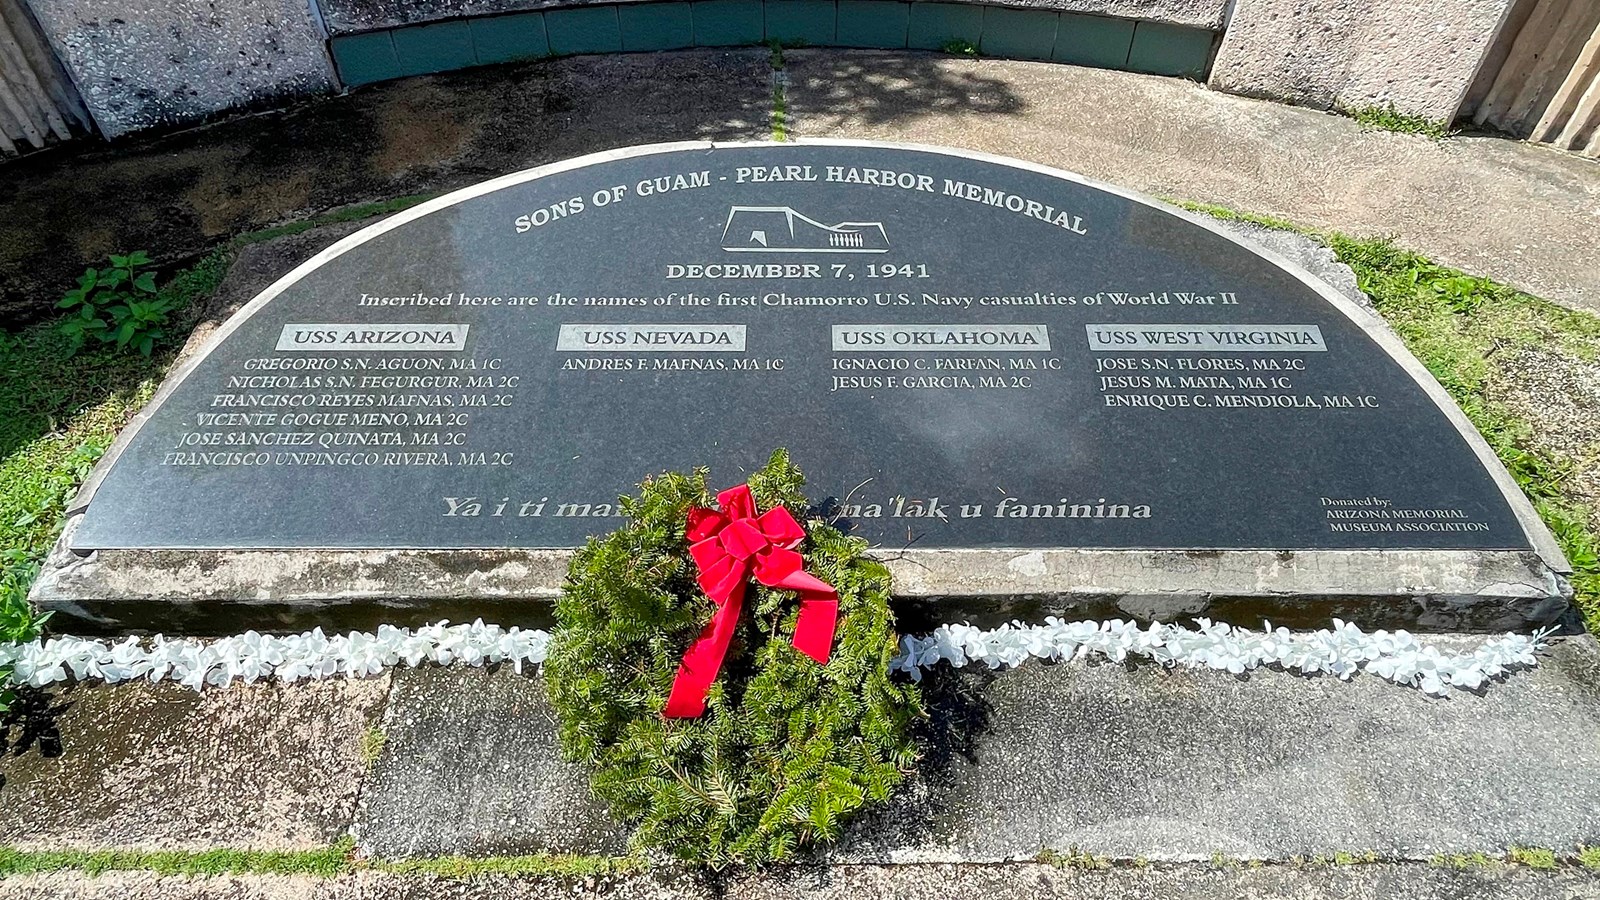 SONS OF GUAM - PEARL HARBOR MEMORIAL
DECEMBER 7, 1941
Inscribed here are the names of the first Chamorro U.S. Navy casualties of World War II
USS ARIZONA
GREGORIO S.N. AGUON, MA 1C
NICHOLAS S.N. FEGURGUR, MA 2C
FRANCISCO REYES MAFNAS, MA 2C
VICENTE GOGUE MENO, MA 2C
JOSE SANCHEZ QUINATA, MA 2C
FRANCISCO UNPINGCO RIVERA, MA 2C
USS NEVADA
ANDRES F. MAFNAS, MA 1C
USS OKLAHOMA
IGNACIO C. FARFAN, MA 1C
JESUS F. GARCIA, MA 2C
USS WEST VIRGINIA
JOSE S.N. FLORES, MA 2C
JESUS M. MATA, MA 1C
ENRIQUE C. MENDIOLA, MA 1C
Ya i ti u faninina
Donated by:
ARIZONA MEMORIAL
MUSEUM ASSOCIATION